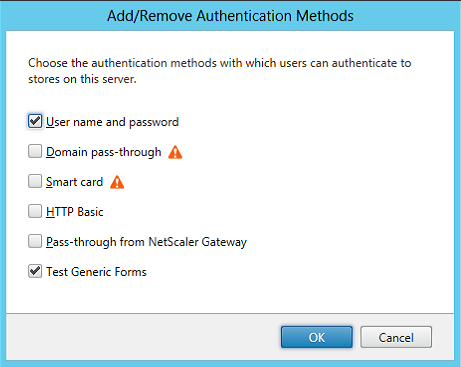 Add/Remove Authentication Methods
Choose the authentication methods with which users can authenticate to
stores on this server.
User name and password
Domain pass-through
Smart card
HTTP Basic
Pass-through from NetScaler Gateway
Test Generic Forms
OK
Cancel